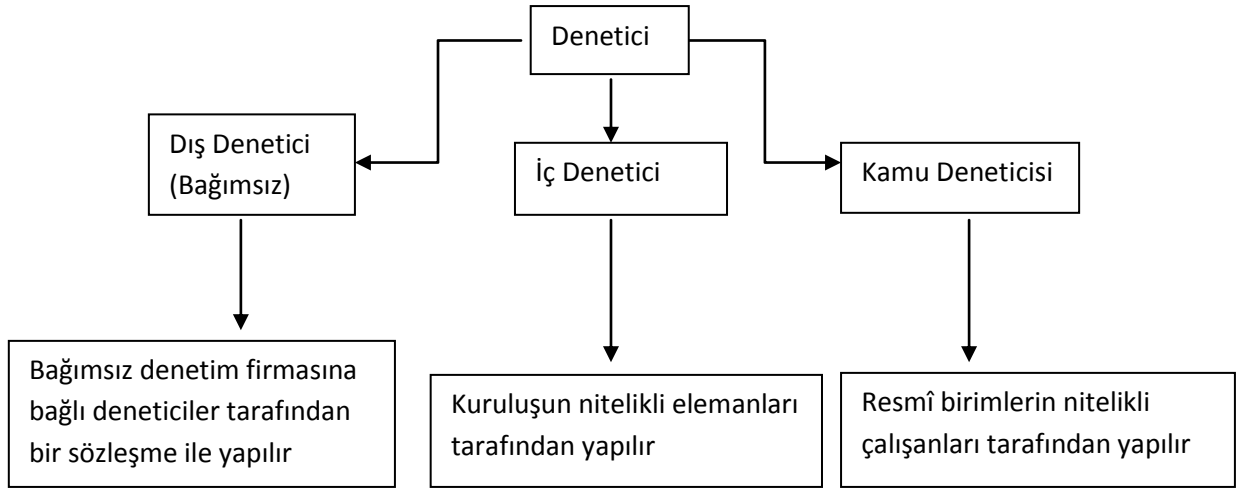 Denetici
Dış Denetici
(Bağımsız)
İç Denetici
Kamu Deneticisi
Bağımsız denetim firmasına
bağlı deneticiler tarafından
bir sözleşme ile yapılır
Kuruluşun nitelikli elemanları
tarafından yapılır
Resmî birimlerin nitelikli
çalışanları tarafından yapılır